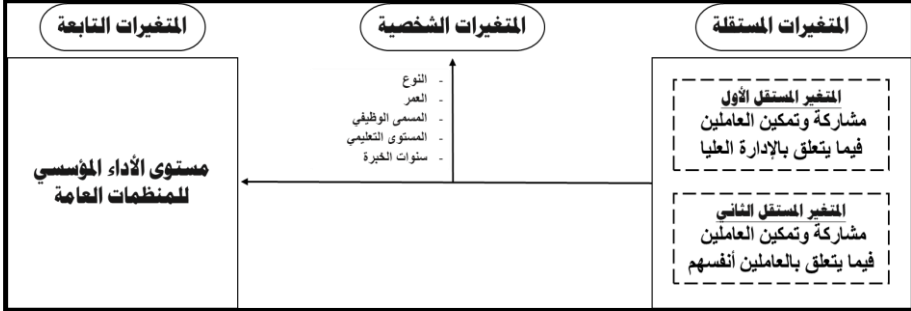 المتغيرات المستقلة
المتغيرات الشخصية
المتغيرات التابعة
المتغير المستقل الأول
مشاركة وتمكين العاملين
فيما يتعلق بالإدارة العليا
المتغير المستقل الثاني
مشاركة وتمكين العاملين
فيما يتعلق بالعاملين أنفسهم
- النوع
- العمر
- المسمى الوظيفي
- المستوى التعليمي
- سنوات الخبرة
مستوى الأداء المؤسسي
للمنظمات العامة